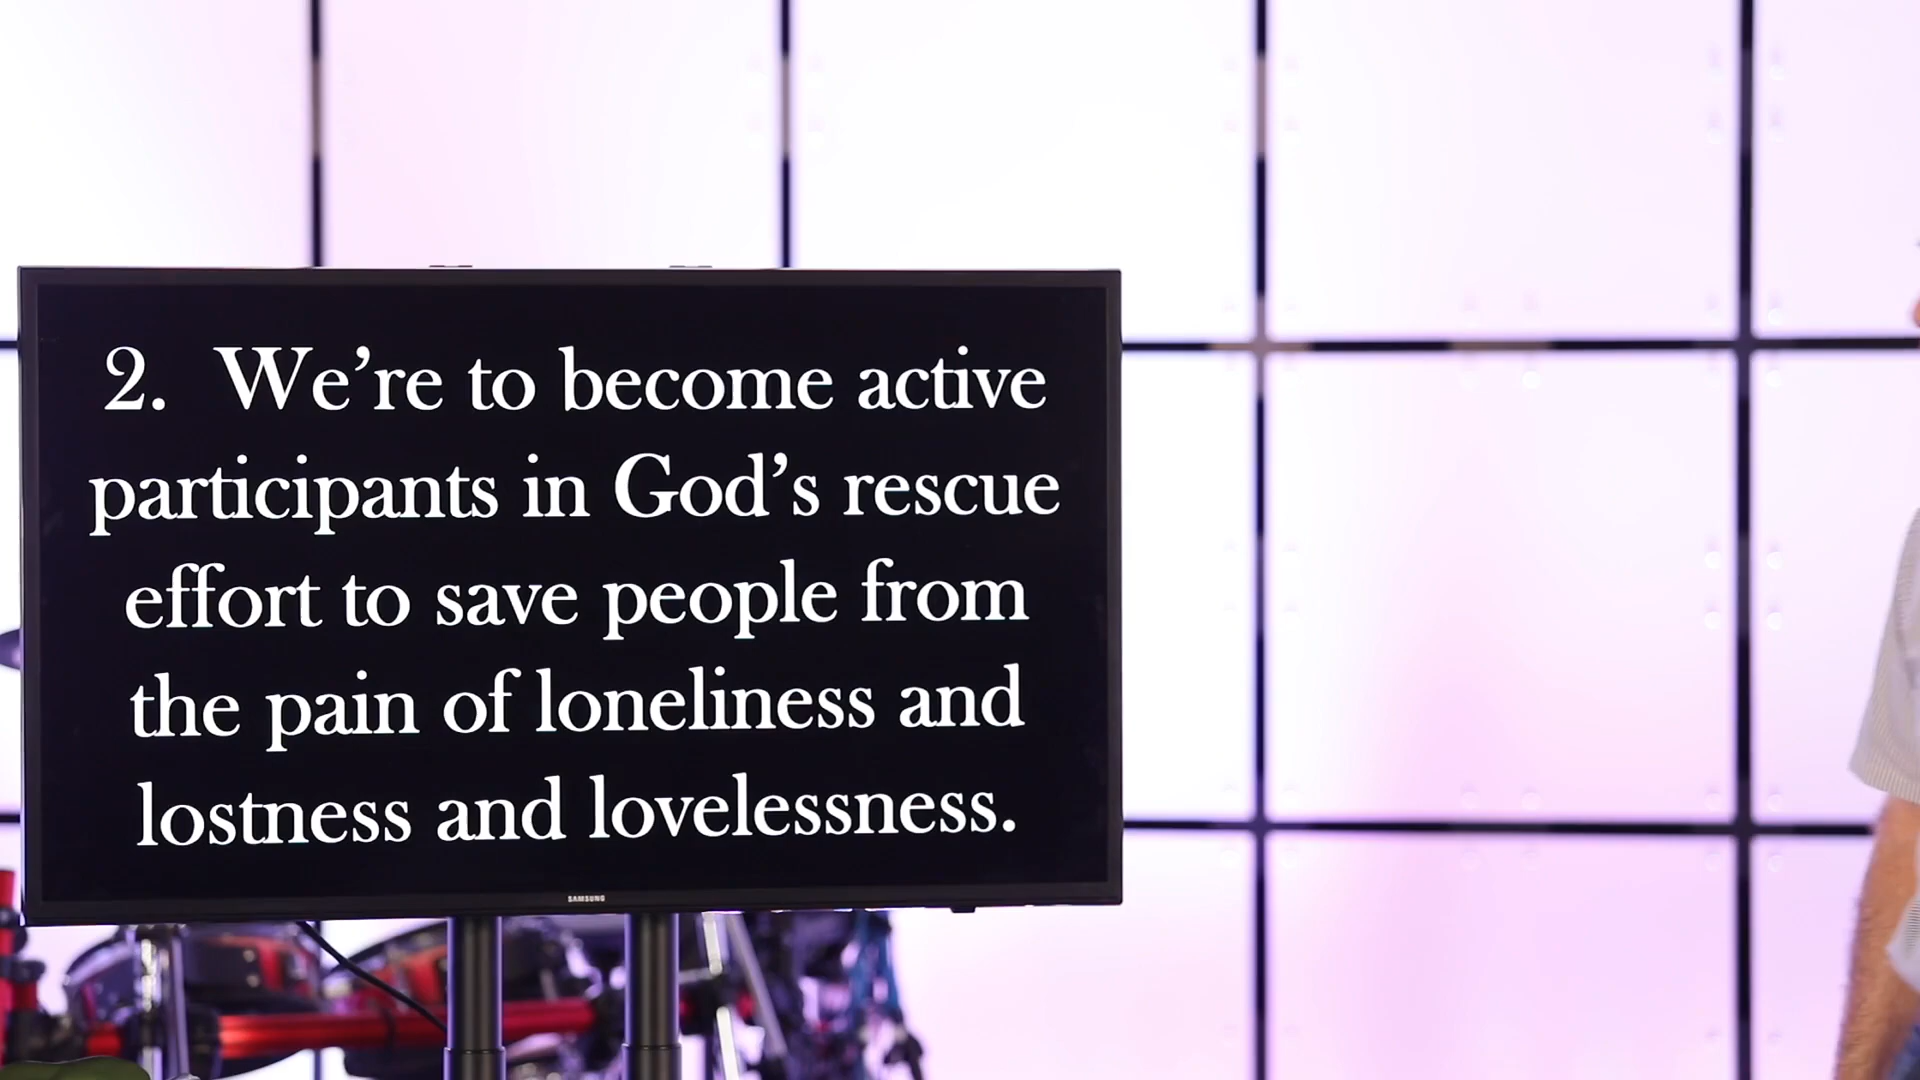 2. We’re to become active
participants in God’s rescue
effort to save people from
the pain of loneliness and
lostness and lovelessness.
SAMSUNG